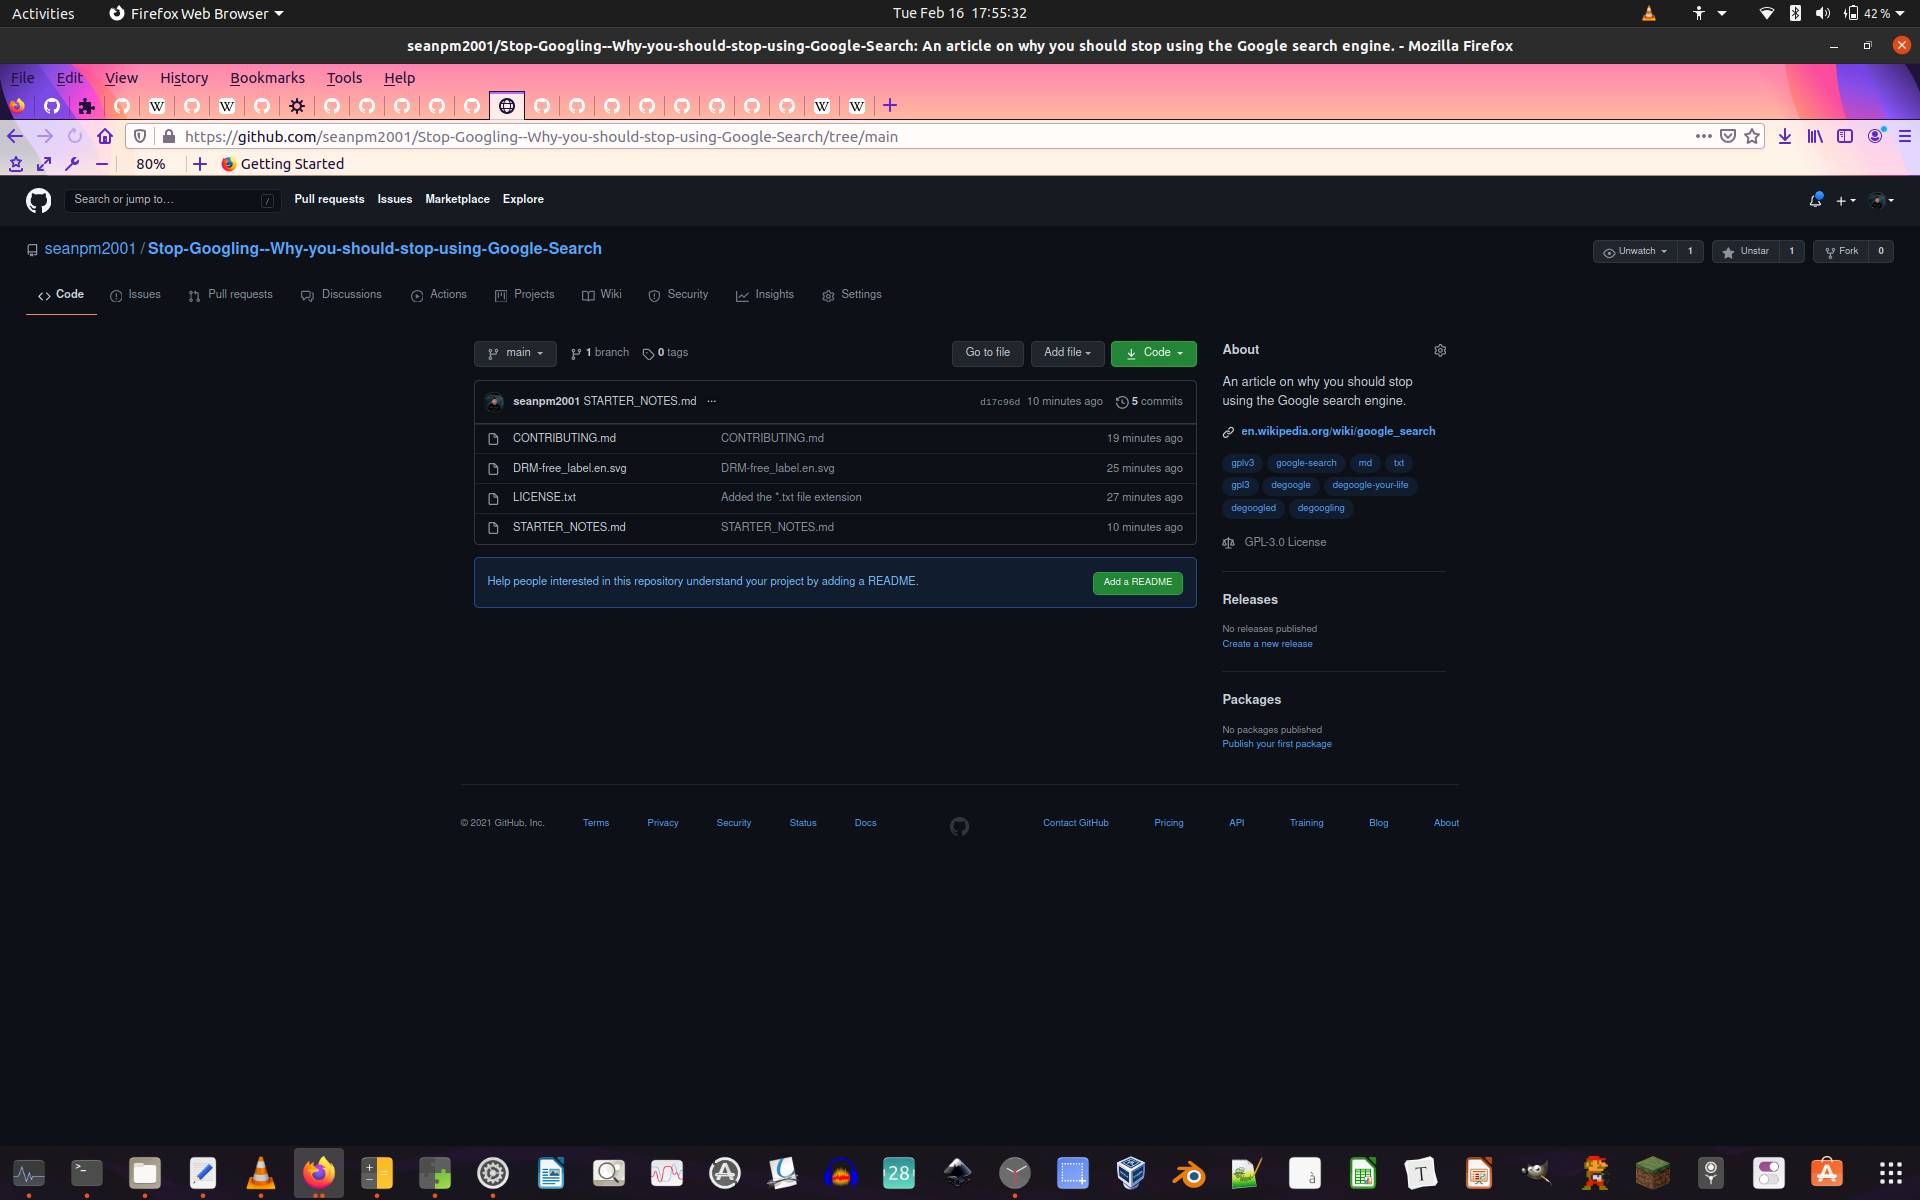 Activities Firefox Web Browser Tue Feb 16 17:55:32 42 %
seanpm2001/Stop-Googling--Why-you-should-stop-using-Google-Search: An article on why you should stop using the Google search engine. - Mozilla Firefox
File Edit View History Bookmarks Tools Help
https://github.com/seanpm2001/Stop-Googling--Why-you-should-stop-using-Google-Search/tree/main
80% Getting Started
Search or jump to… / Pull requests Issues Marketplace Explore
seanpm2001 / Stop-Googling--Why-you-should-stop-using-Google-Search Unwatch 1 Unstar 1 Fork 0
Code Issues Pull requests Discussions Actions Projects Wiki Security Insights Settings
main 1 branch 0 tags Go to file Add file Code
seanpm2001 STARTER_NOTES.md ... d17c96d 10 minutes ago 5 commits
CONTRIBUTING.md CONTRIBUTING.md 19 minutes ago
DRM-free_label.en.svg DRM-free_label.en.svg 25 minutes ago
LICENSE.txt Added the *.txt file extension 27 minutes ago
STARTER_NOTES.md STARTER_NOTES.md 10 minutes ago
Help people interested in this repository understand your project by adding a README. Add a README
About
An article on why you should stop
using the Google search engine.
en.wikipedia.org/wiki/google_search
gplv3 google-search md txt
gpl3 degoogle degoogle-your-life
degoogled degoogling
GPL-3.0 License
Releases
No releases published
Create a new release
Packages
No packages published
Publish your first package
© 2021 GitHub, Inc. Terms Privacy Security Status Docs Contact GitHub Pricing API Training Blog About
28